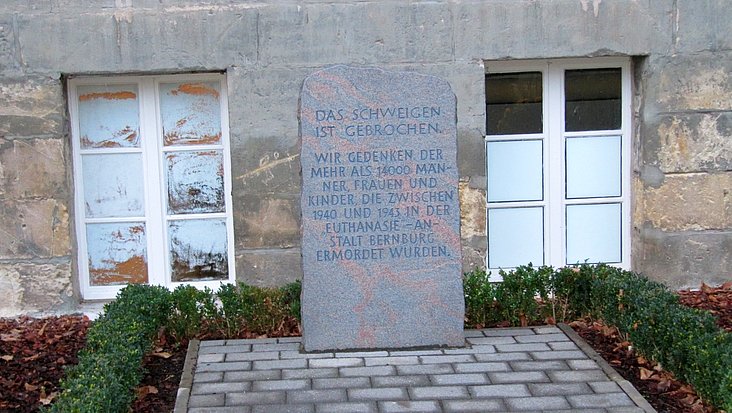 DAS SCHWEIGEN
IST GEBROCHEN.
WIR GEDENKEN DER
MEHR ALS 14000 MÄN-
NER, FRAUEN UND
KINDER, DIE ZWISCHEN
1940 UND 1943 IN DER
EUTHANASIE-AN-
STALT BERNBURG
ERMORDET WURDEN.